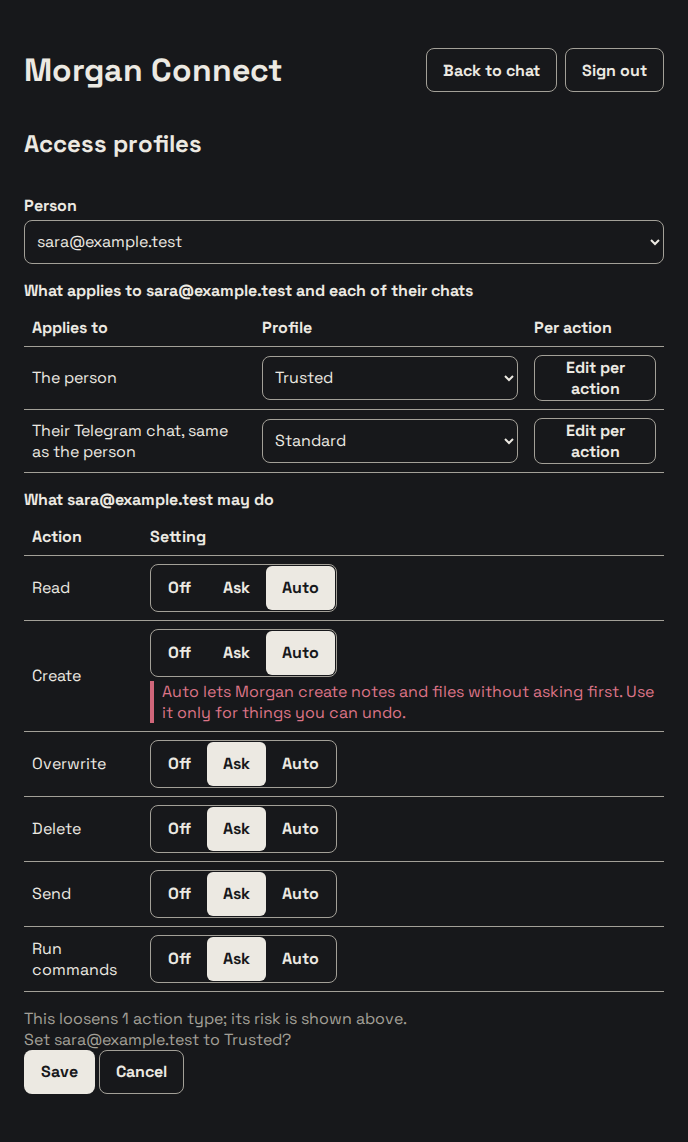 Morgan Connect
Back to chat
Sign out
Access profiles
Person
sara@example.test
What applies to sara@example.test and each of their chats
Applies to Profile Per action
The person Trusted Edit per
action
Their Telegram chat, same
as the person
Standard
Edit per
action
What sara@example.test may do
Action Setting
Read Off Ask Auto
Create Off Ask Auto
Auto lets Morgan create notes and files without asking first. Use
it only for things you can undo.
Overwrite Off Ask Auto
Delete Off Ask Auto
Send Off Ask Auto
Run
commands
Off Ask Auto
This loosens 1 action type; its risk is shown above.
Set sara@example.test to Trusted?
Save Cancel